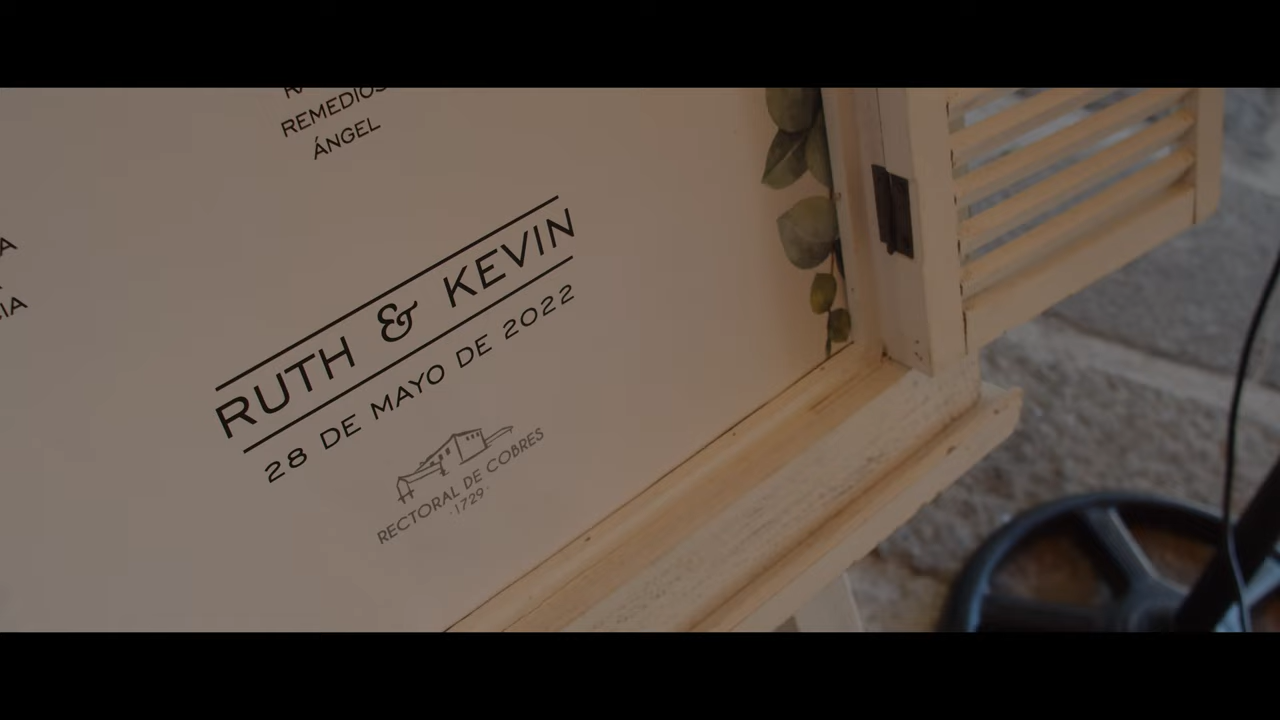 REMEDIOS
ÁNGEL
RUTH & KEVIN
28 DE MAYO DE 2022
RECTORAL DE COBRES
·1729·